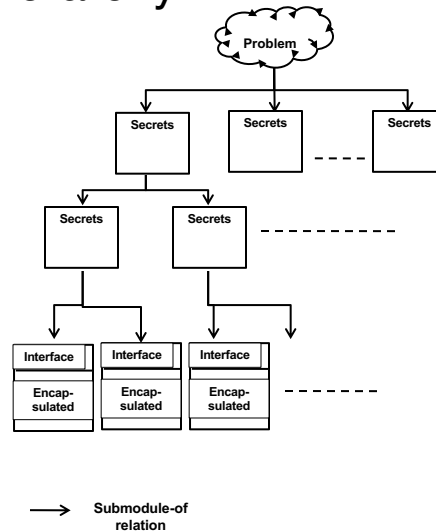 Problem
Secrets
Secrets
Secrets
Secrets
Secrets
Interface
Interface
Interface
Encap-
sulated
Encap-
sulated
Encap-
sulated
Submodule-of
relation